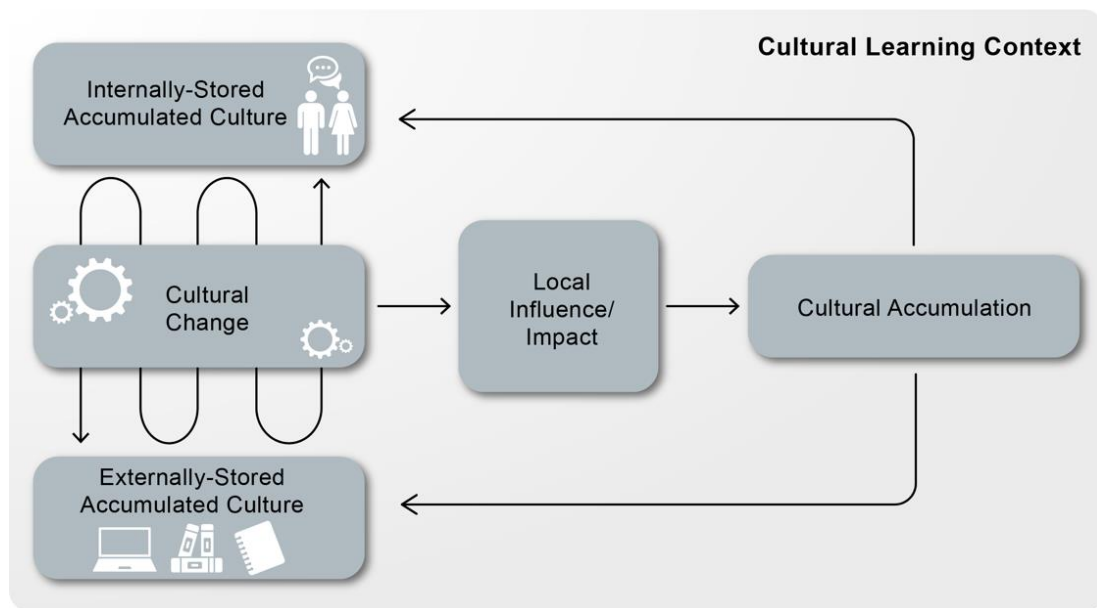 Cultural Learning Context
Internally-Stored
Accumulated Culture
Cultural
Change
Local
Influence/
Impact
Cultural Accumulation
Externally-Stored
Accumulated Culture